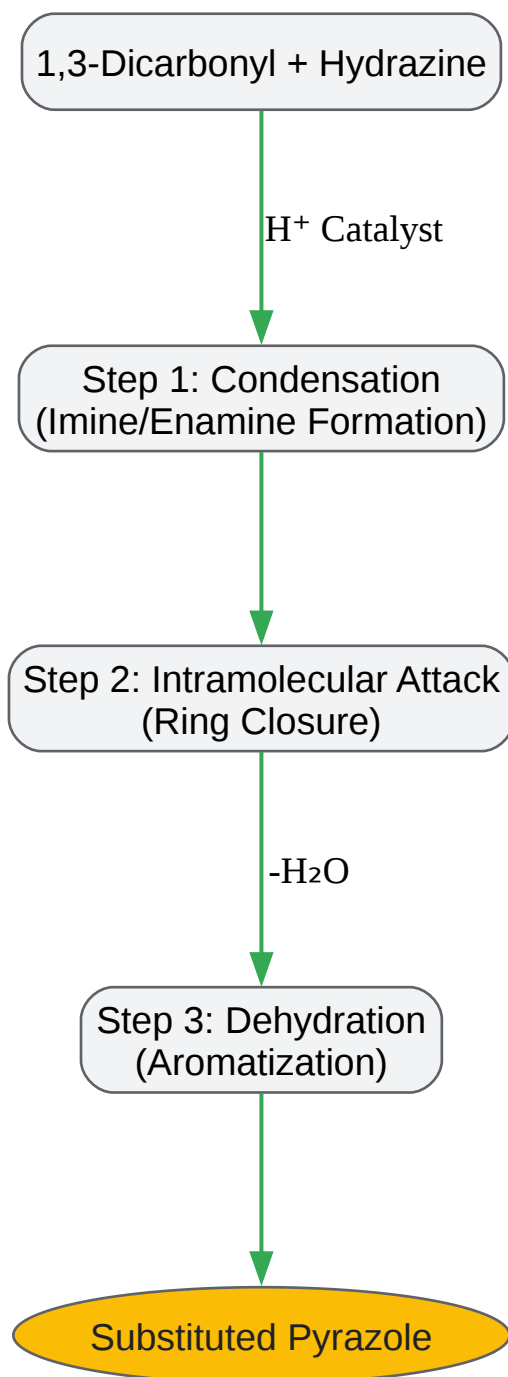 1,3-Dicarbonyl + Hydrazine
H⁺ Catalyst
Step 1: Condensation
(Imine/Enamine Formation)
Step 2: Intramolecular Attack
(Ring Closure)
-H₂O
Step 3: Dehydration
(Aromatization)
Substituted Pyrazole